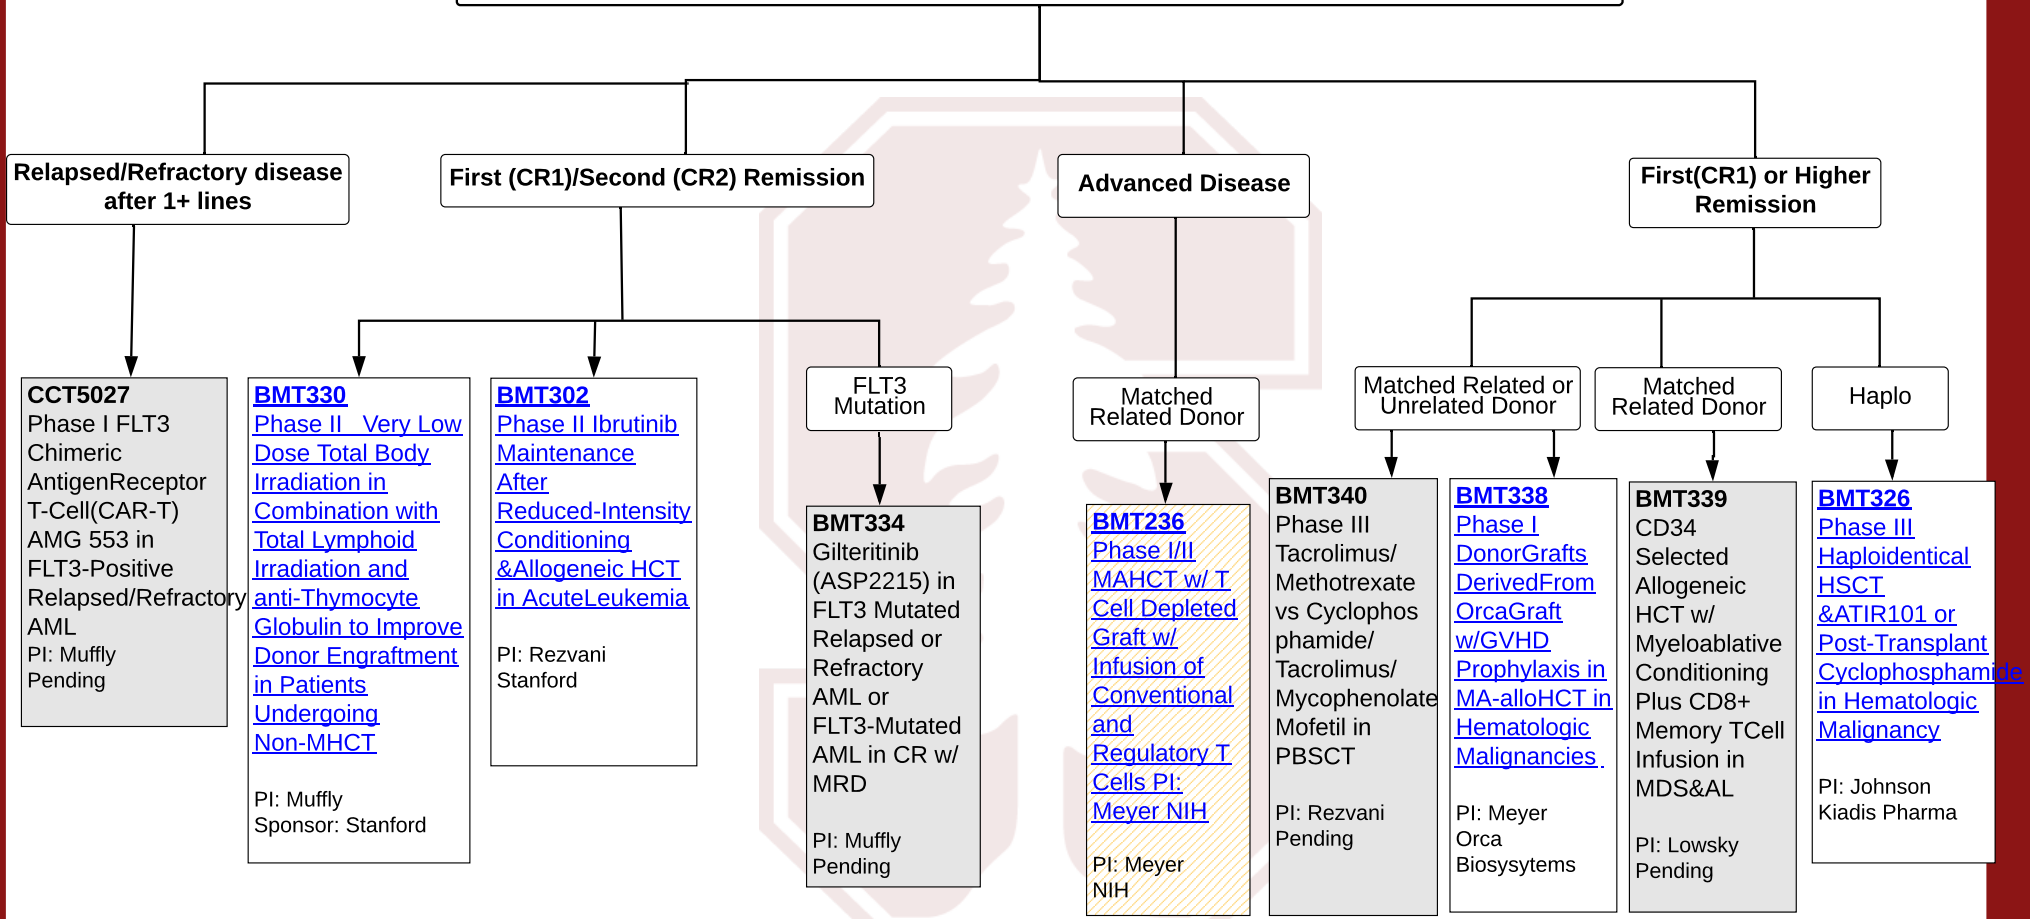 Relapsed/Refractory disease
after 1+ lines
First (CR1)/Second (CR2) Remission
Advanced Disease
First(CR1) or Higher
Remission
CCT5027
Phase I FLT3
Chimeric
AntigenReceptor
T-Cell(CAR-T)
AMG 553 in
FLT3-Positive
Relapsed/Refractory
AML
PI: Muffly
Pending
BMT330
Phase II   Very Low
Dose Total Body
Irradiation in
Combination with
Total Lymphoid
Irradiation and
anti-Thymocyte
Globulin to Improve
Donor Engraftment
in Patients
Undergoing
Non-MHCT
PI: Muffly
Sponsor: Stanford
BMT302
Phase II Ibrutinib
Maintenance
After
Reduced-Intensity
Conditioning
&Allogeneic HCT
in AcuteLeukemia
PI: Rezvani
Stanford
FLT3
Mutation
BMT334
Gilteritinib
(ASP2215) in
FLT3 Mutated
Relapsed or
Refractory
AML or
FLT3-Mutated
AML in CR w/
MRD
PI: Muffly
Pending
Matched
Related Donor
BMT236
Phase I/II
MAHCT w/ T
Cell Depleted
Graft w/
Infusion of
Conventional
and
Regulatory T
Cells PI:
Meyer NIH
PI: Meyer
NIH
Matched Related or
Unrelated Donor
BMT340
Phase III
Tacrolimus/
Methotrexate
vs Cyclophos
phamide/
Tacrolimus/
Mycophenolate
Mofetil in
PBSCT
PI: Rezvani
Pending
BMT338
Phase I
DonorGrafts
DerivedFrom
OrcaGraft
w/GVHD
Prophylaxis in
MA-alloHCT in
Hematologic
Malignancies .
PI: Meyer
Orca
Biosysytems
Matched
Related Donor
BMT339
CD34
Selected
Allogeneic
HCT w/
Myeloablative
Conditioning
Plus CD8+
Memory TCell
Infusion in
MDS&AL
PI: Lowsky
Pending
Haplo
BMT326
Phase III
Haploidentical
HSCT
&ATIR101 or
Post-Transplant
Cyclophosphamide
in Hematologic
Malignancy
PI: Johnson
Kiadis Pharma